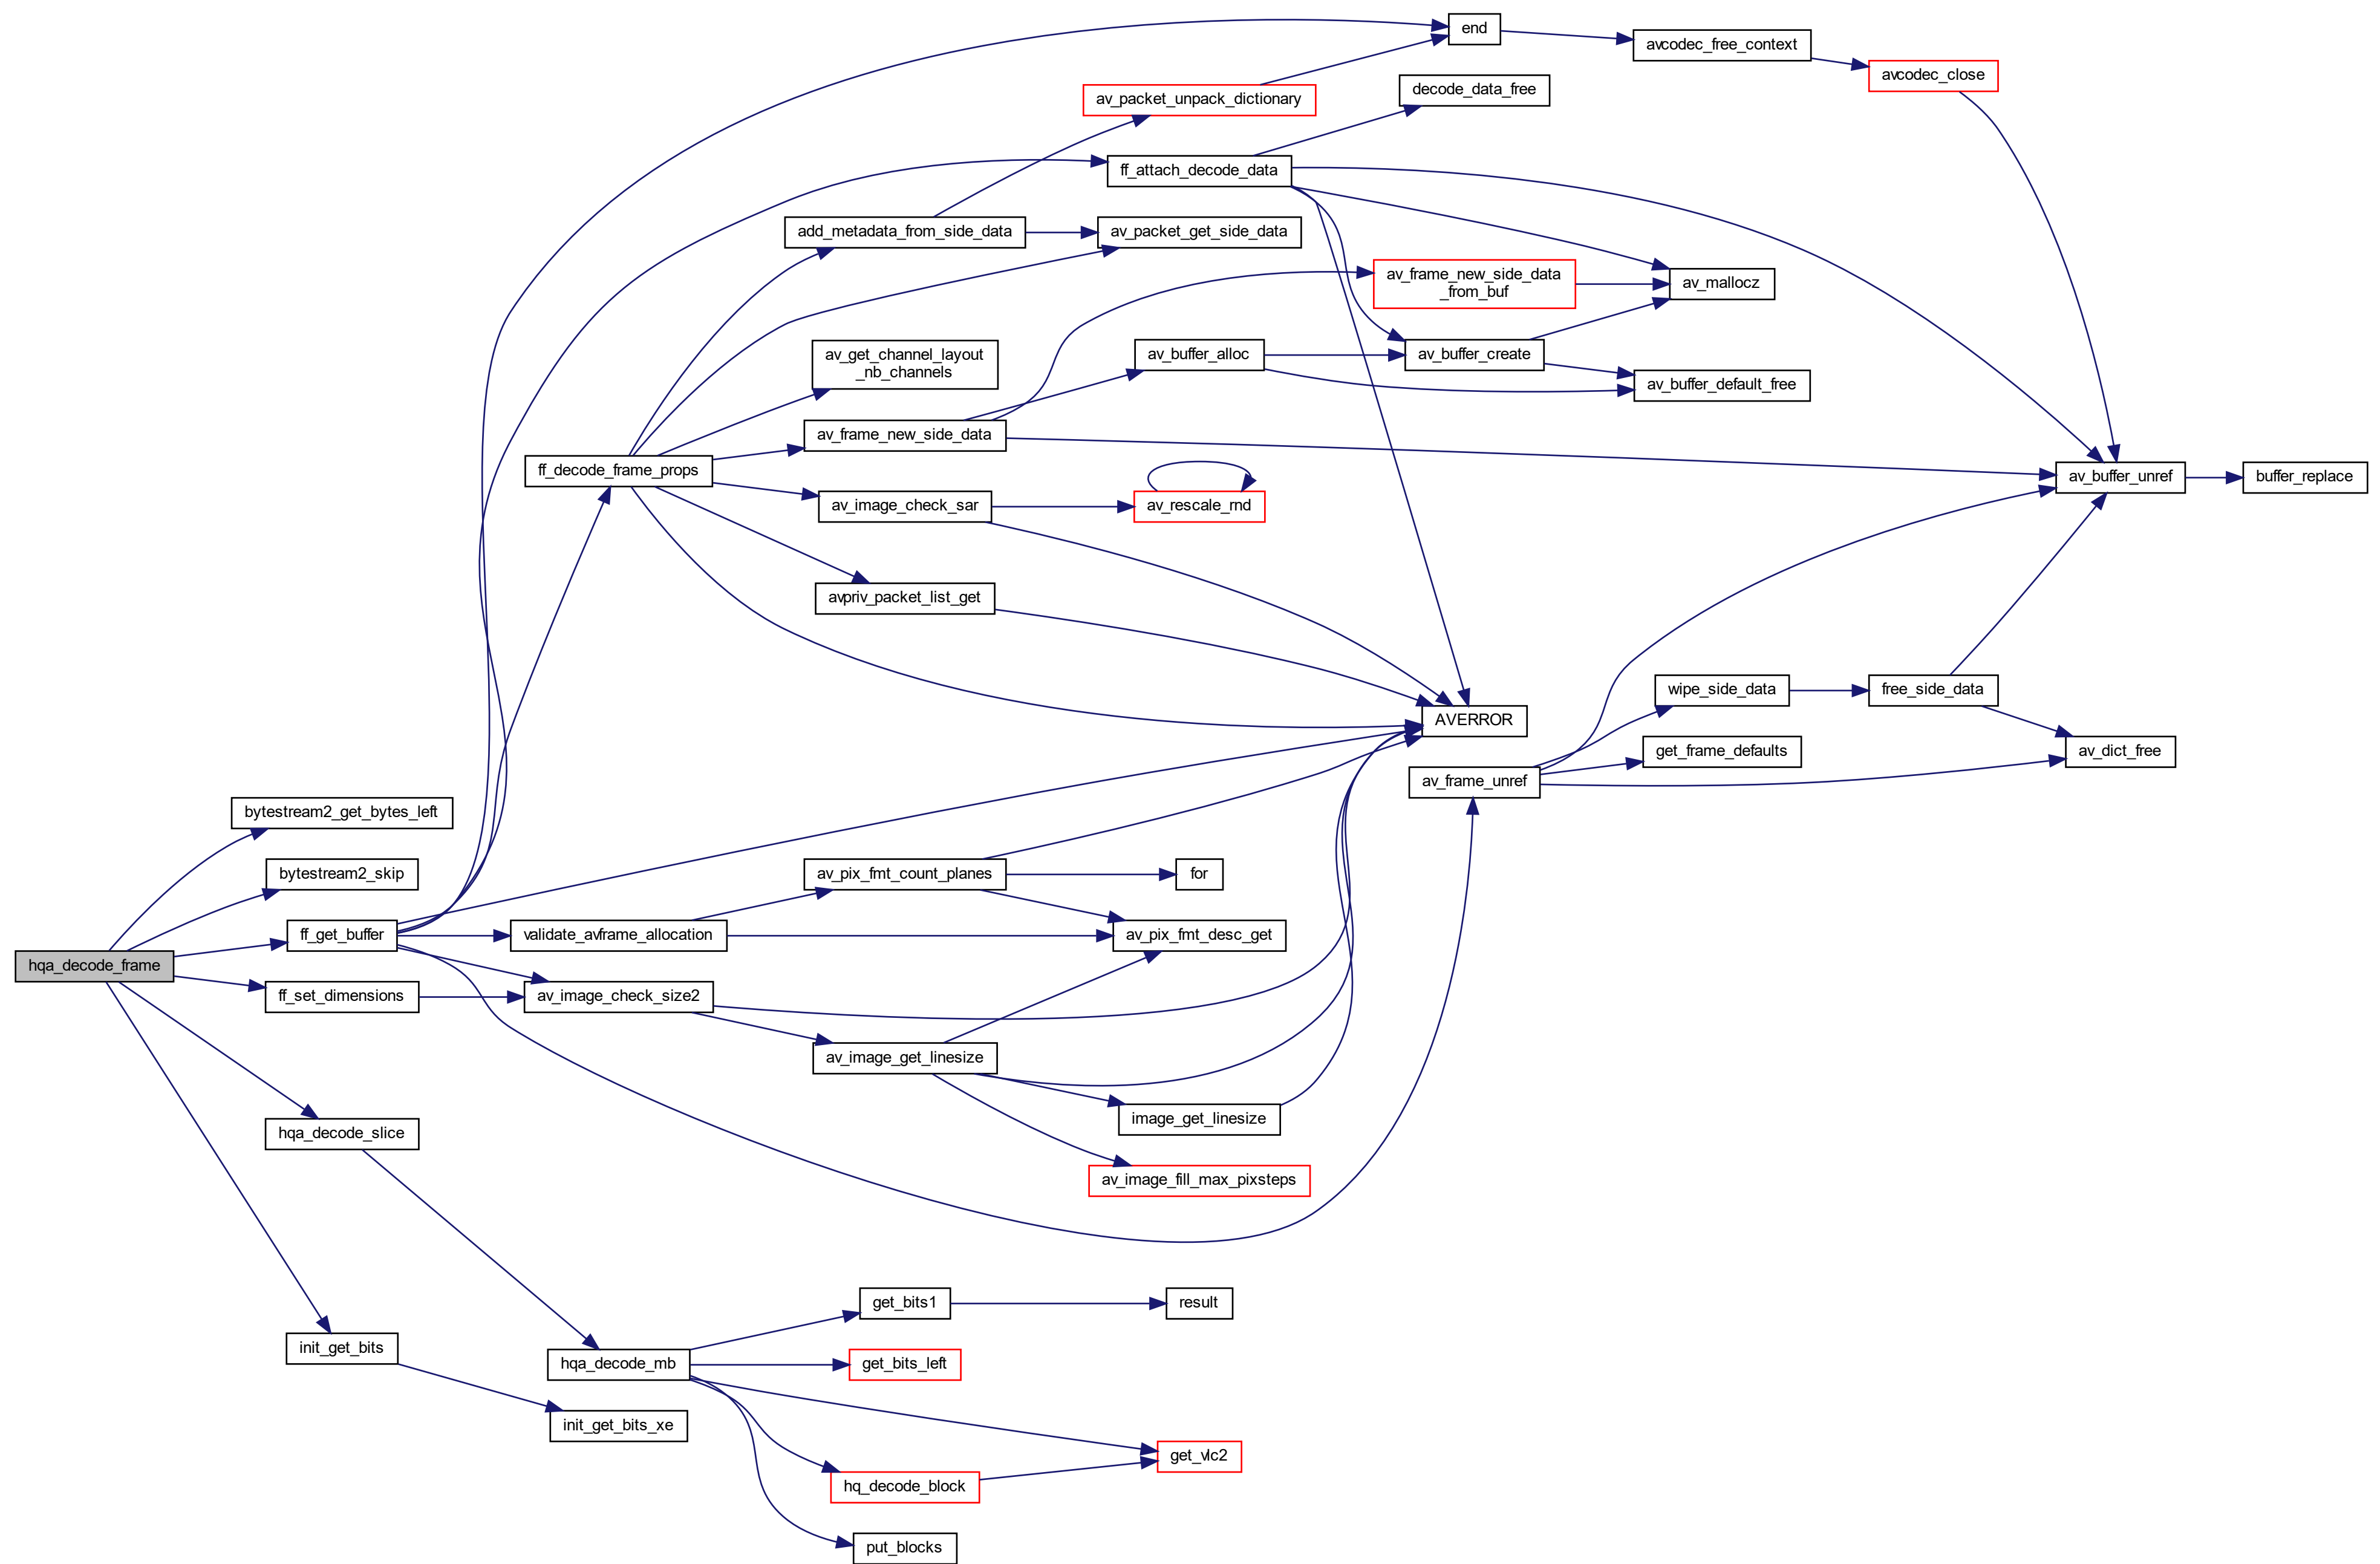 end
avcodec_free_context
avcodec_close
decode_data_free
av_packet_unpack_dictionary
ff_attach_decode_data
add_metadata_from_side_data
av_packet_get_side_data
av_frame_new_side_data
_from_buf
av_mallocz
av_get_channel_layout
_nb_channels
av_buffer_alloc
av_buffer_create
av_buffer_default_free
av_frame_new_side_data
ff_decode_frame_props
av_image_check_sar
av_rescale_rnd
av_buffer_unref
buffer_replace
avpriv_packet_list_get
AVERROR
wipe_side_data
free_side_data
get_frame_defaults
av_dict_free
av_frame_unref
bytestream2_get_bytes_left
bytestream2_skip
av_pix_fmt_count_planes
for
ff_get_buffer
validate_avframe_allocation
av_pix_fmt_desc_get
hqa_decode_frame
ff_set_dimensions
av_image_check_size2
av_image_get_linesize
image_get_linesize
hqa_decode_slice
av_image_fill_max_pixsteps
get_bits1
result
init_get_bits
hqa_decode_mb
get_bits_left
init_get_bits_xe
get_vlc2
hq_decode_block
put_blocks